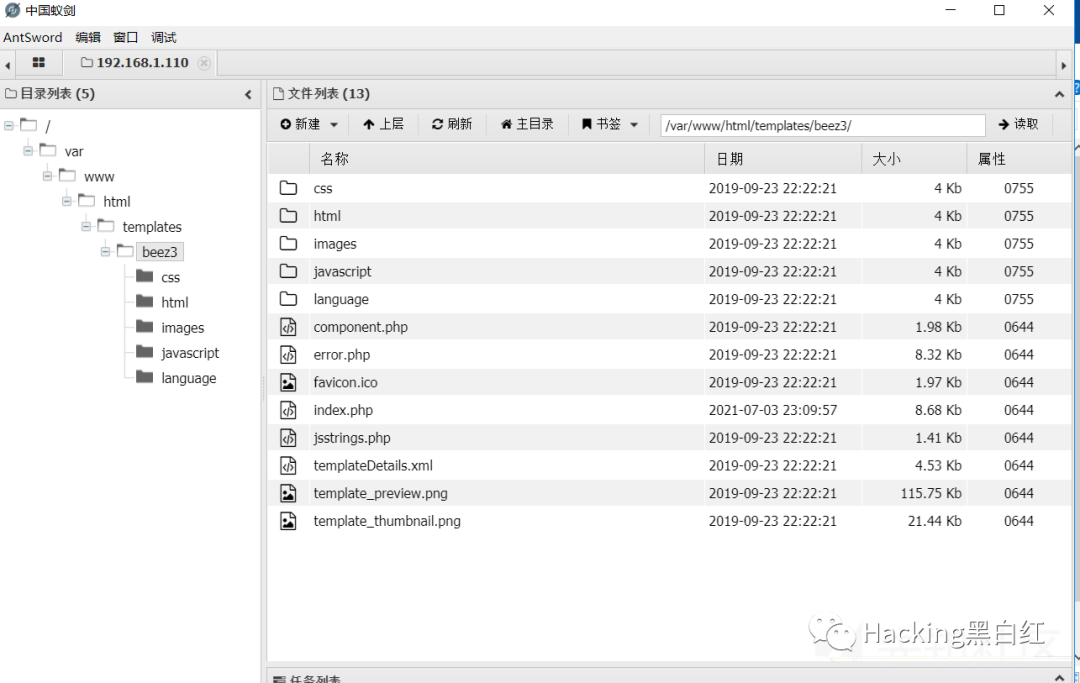 中国蚁剑
AntSword 编辑 窗口 调试
192.168.1.110
目录列表 (5)
/
var
www
html
templates
beez3
css
html
images
javascript
language
文件列表 (13)
新建 上层 刷新 主目录 书签 /var/www/html/templates/beez3/ 读取
名称 日期 大小 属性
css 2019-09-23 22:22:21 4 Kb 0755
html 2019-09-23 22:22:21 4 Kb 0755
images 2019-09-23 22:22:21 4 Kb 0755
javascript 2019-09-23 22:22:21 4 Kb 0755
language 2019-09-23 22:22:21 4 Kb 0755
component.php 2019-09-23 22:22:21 1.98 Kb 0644
error.php 2019-09-23 22:22:21 8.32 Kb 0644
favicon.ico 2019-09-23 22:22:21 1.97 Kb 0644
index.php 2021-07-03 23:09:57 8.68 Kb 0644
jsstrings.php 2019-09-23 22:22:21 1.41 Kb 0644
templateDetails.xml 2019-09-23 22:22:21 4.53 Kb 0644
template_preview.png 2019-09-23 22:22:21 115.75 Kb 0644
template_thumbnail.png 2019-09-23 22:22:21 21.44 Kb 0644
Hacking黑白红
任务列表